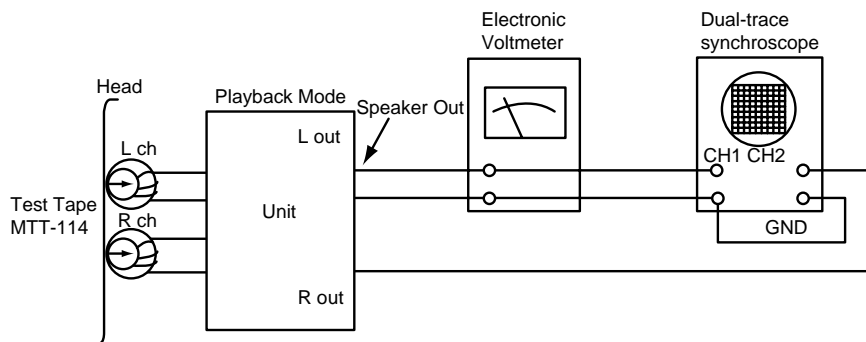 Electronic
Voltmeter
Dual-trace
synchroscope
Head
Playback Mode
Speaker Out
L out
L ch
CH1 CH2
Test Tape
MTT-114
R ch
Unit
GND
R out